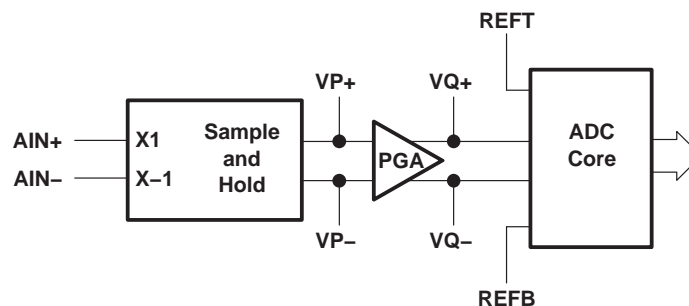 REFT
VP+
VQ+
AIN+
X1
Sample
and
Hold
PGA
ADC
Core
AIN−
X−1
VP−
VQ−
REFB